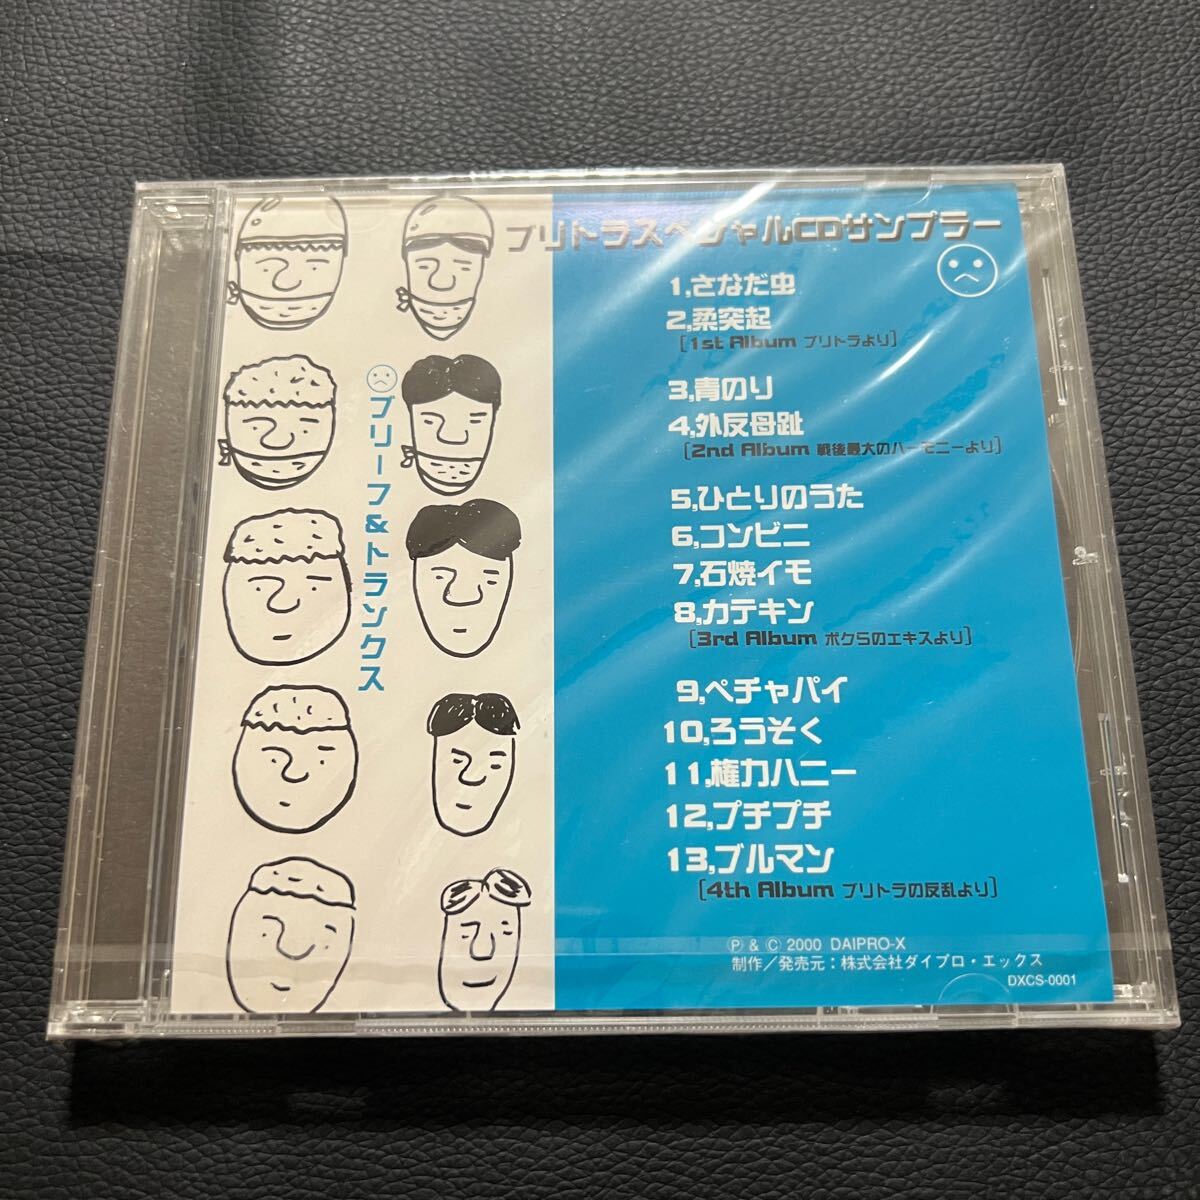 ブリトラスペシャルCDサンプラー
1,さなだ虫
2,柔突起
[1st Album ブリトラより]
3,青のり
4,外反母趾
[2nd Album 戦後最大のハーモニーより]
5,ひとりのうた
6,コンビニ
7,石焼イモ
8,カテキン
[3rd Album ボクらのエキスより]
9,ペチャパイ
10,ろうそく
11,権力ハニー
12,プチプチ
13,ブルマン
[4th Album ブリトラの反乱より]
Ⓟ & Ⓒ 2000 DAIPRO-X
制作／発売元：株式会社ダイプロ・エックス
DXCS-0001
ブリーフ&トランクス